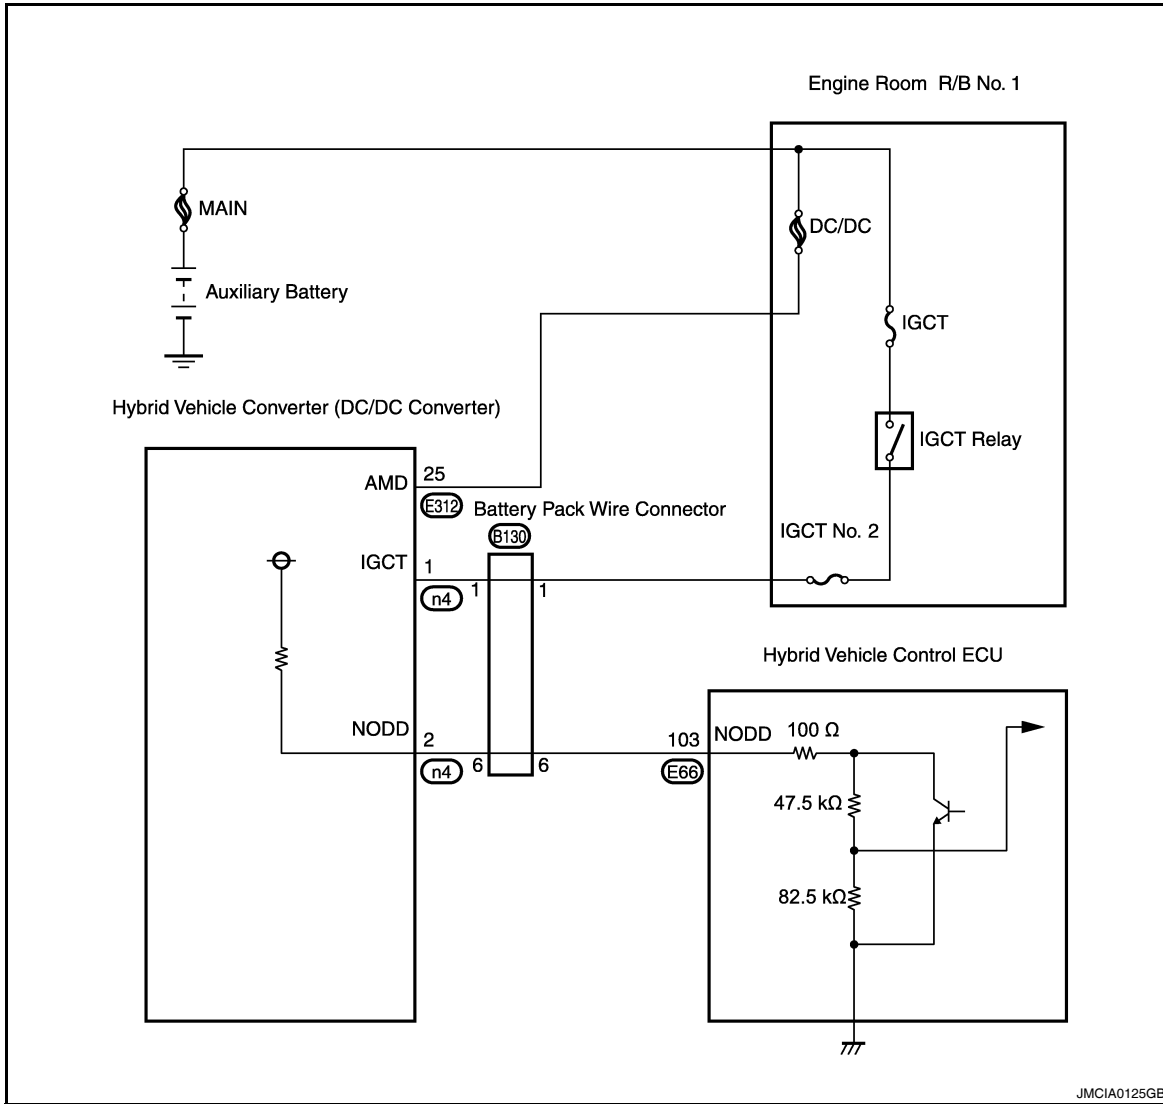 Engine Room R/B No. 1
MAIN
DC/DC
Auxiliary Battery
IGCT
Hybrid Vehicle Converter (DC/DC Converter)
IGCT Relay
AMD
25
E312
Battery Pack Wire Connector
B130
IGCT No. 2
IGCT
1
n4
1
1
Hybrid Vehicle Control ECU
NODD
2
n4
6
6
103
E66
NODD
100 Ω
47.5 kΩ
82.5 kΩ
JMCIA0125GB